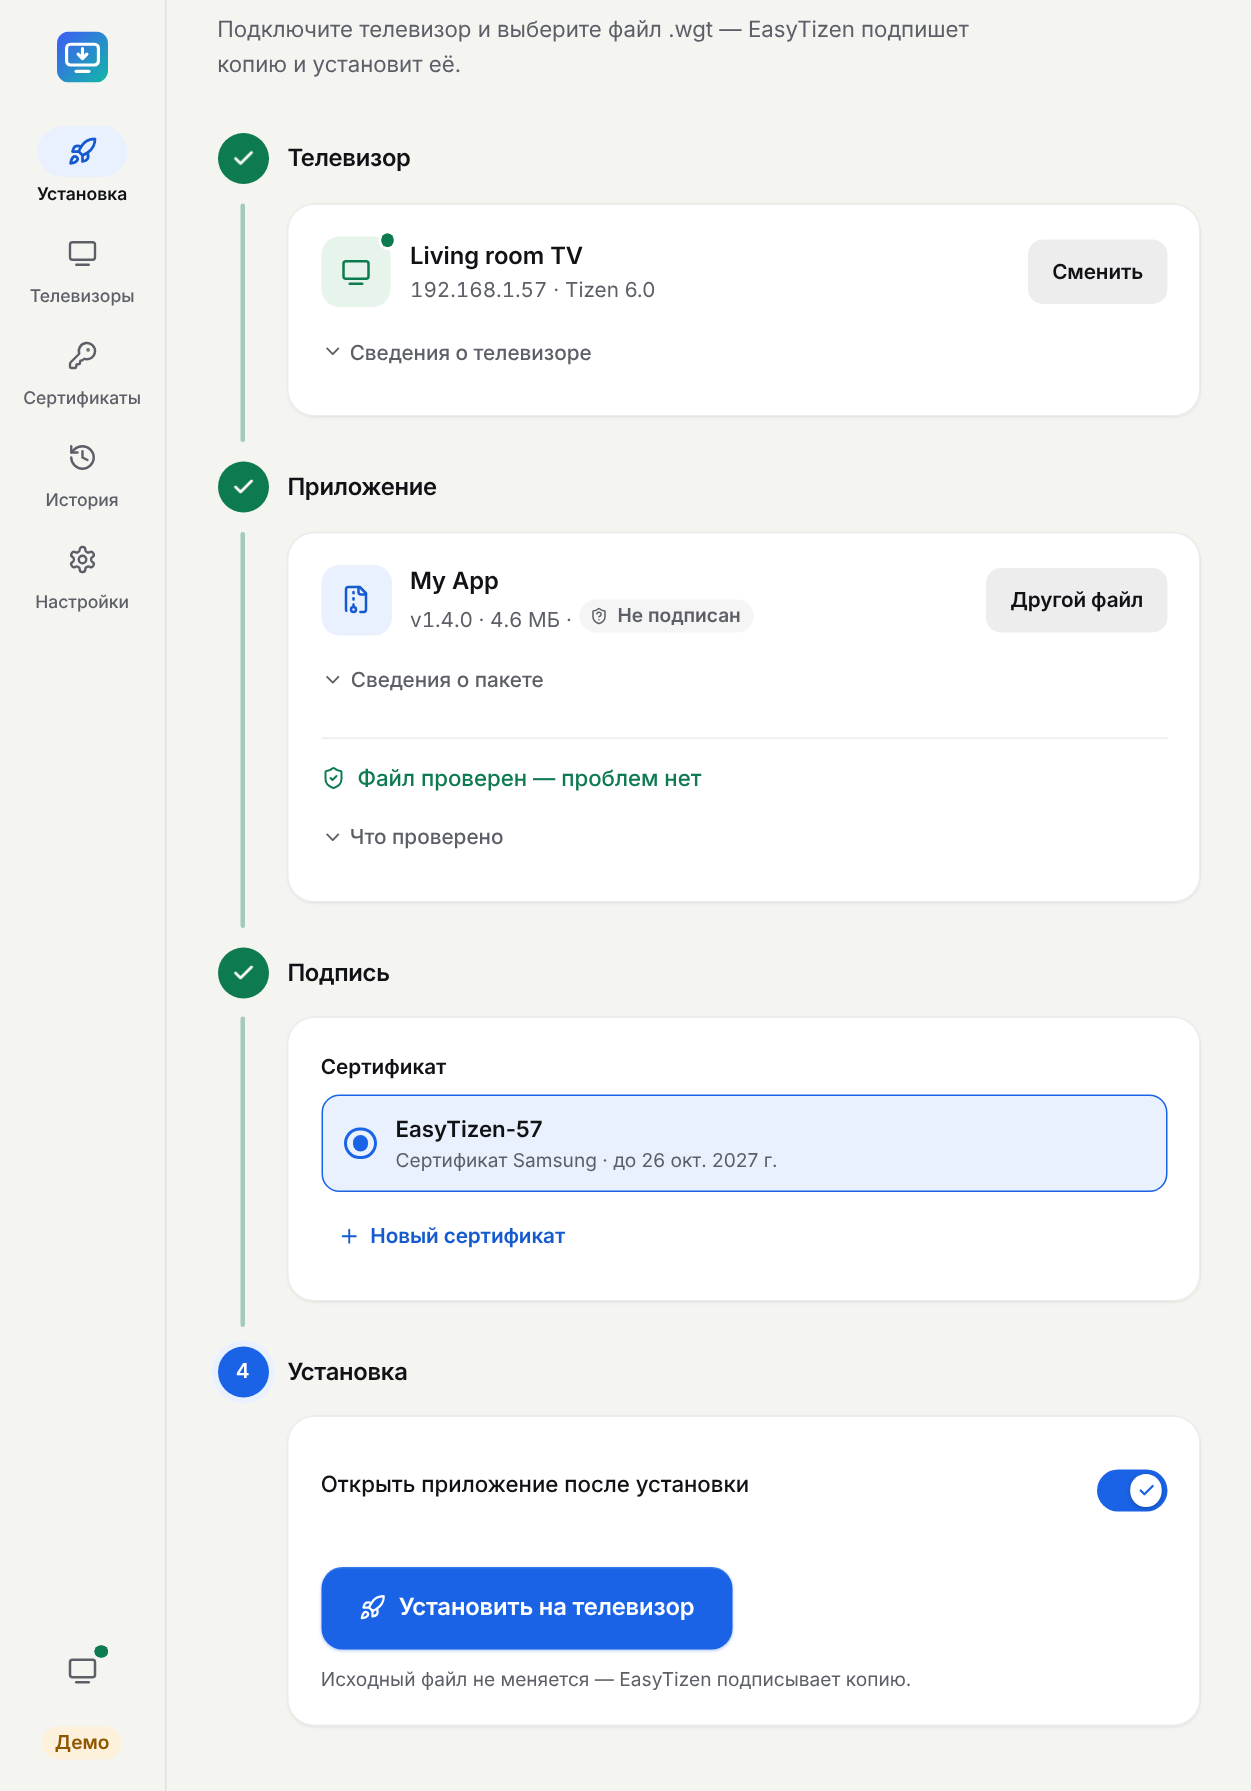 Подключите телевизор и выберите файл .wgt — EasyTizen подпишет
копию и установит её.
Установка
Телевизоры
Сертификаты
История
Настройки
Демо
Телевизор
Living room TV
192.168.1.57 · Tizen 6.0
Сменить
Сведения о телевизоре
Приложение
My App
v1.4.0 · 4.6 МБ · Не подписан
Другой файл
Сведения о пакете
Файл проверен — проблем нет
Что проверено
Подпись
Сертификат
EasyTizen-57
Сертификат Samsung · до 26 окт. 2027 г.
Новый сертификат
4 Установка
Открыть приложение после установки
Установить на телевизор
Исходный файл не меняется — EasyTizen подписывает копию.